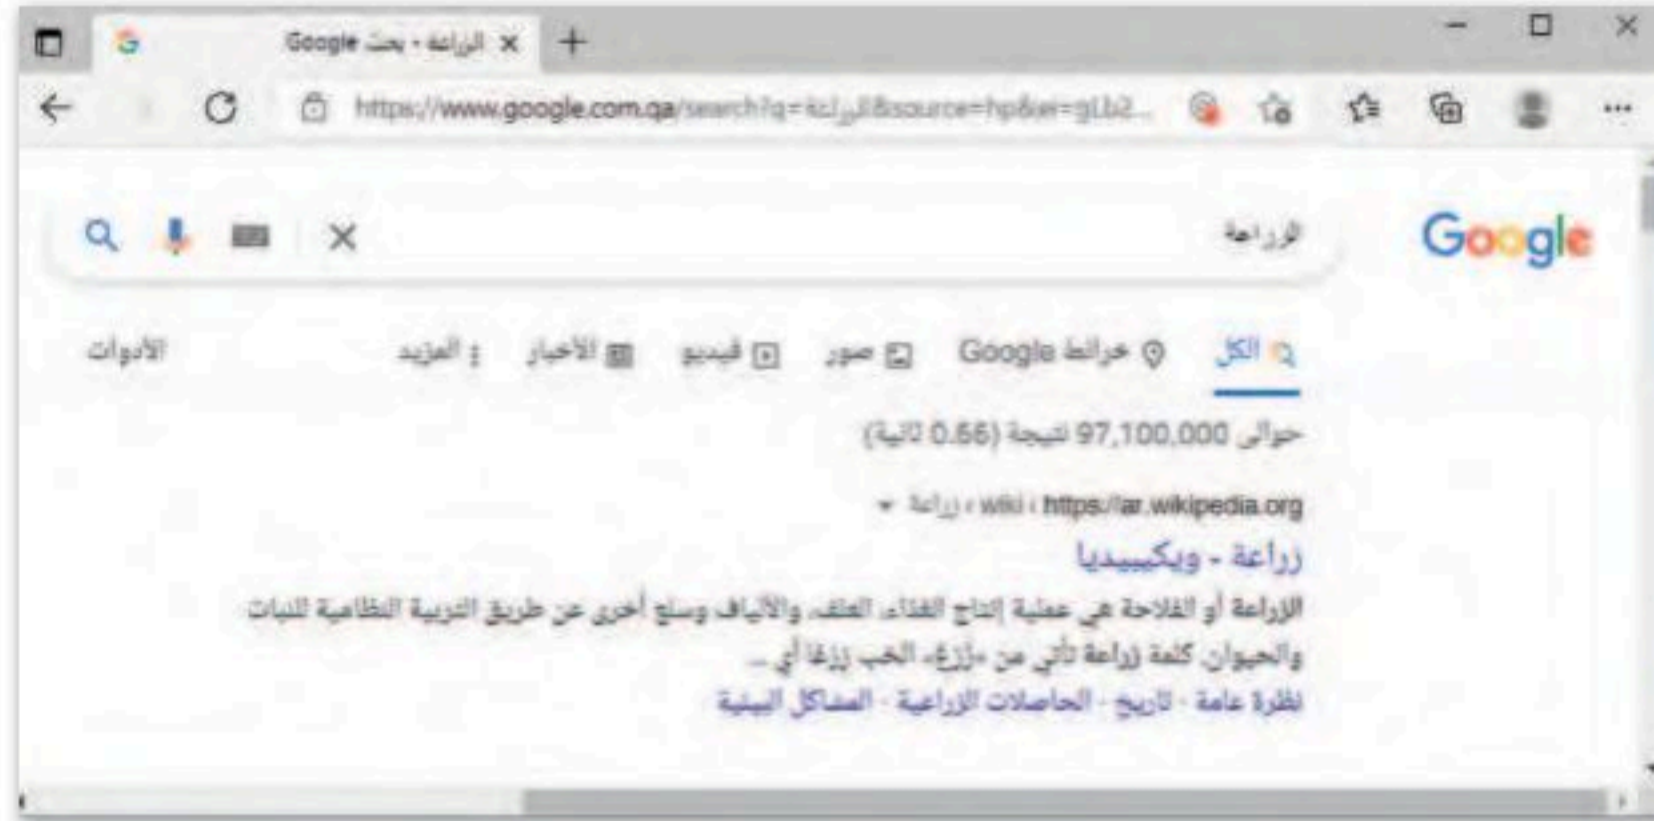 الزراعة - بحث Google
https://www.google.com.qa/search?q=الزراعة&source=hp&ei=gLb2...
Google
الزراعة
الكل خرائط Google صور فيديو الأخبار المزيد الأدوات
حوالى 97,100,000 نتيجة (0.66 ثانية)
https://ar.wikipedia.org › wiki › زراعة
زراعة - ويكيبيديا
الزراعة أو الفلاحة هي عملية إنتاج الغذاء، العلف، والألياف وسلع أخرى عن طريق التربية النظامية للنبات
والحيوان. كلمة زراعة تأتي من «زَرَعَ» الحب زرعًا أي ...
نظرة عامة · تاريخ · الحاصلات الزراعية · المشاكل البيئية